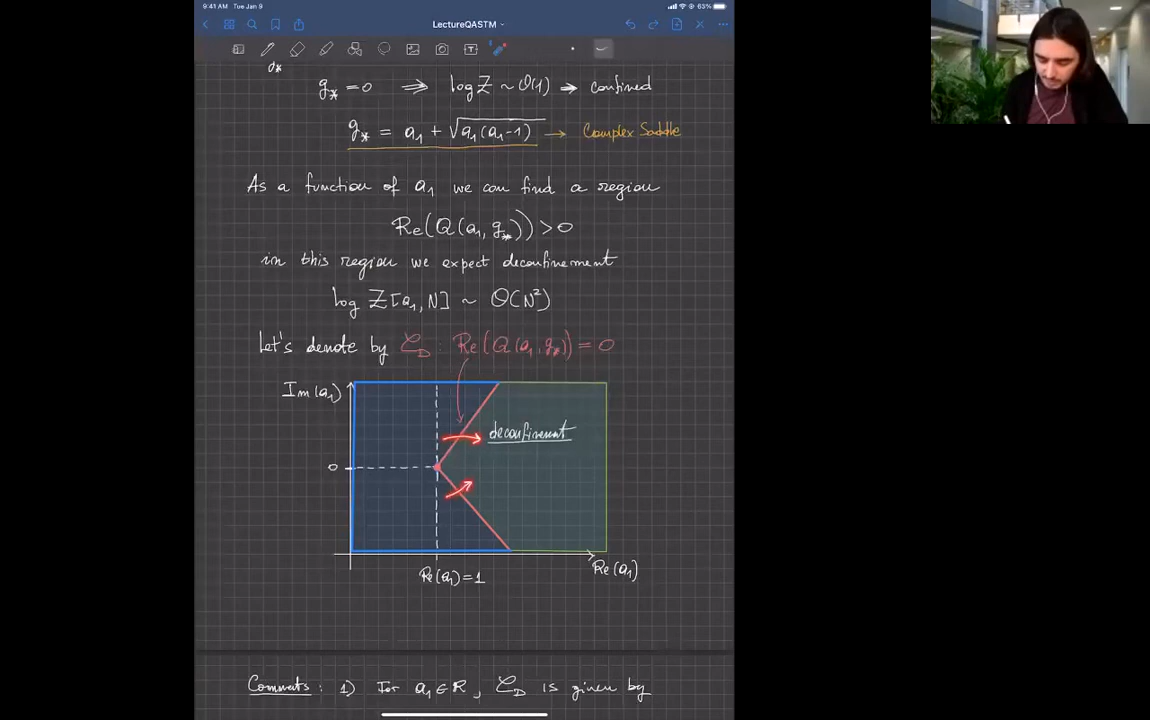 9:41 AM Tue Jan 9
63%
LectureQASTM
g* = 0 ⟹ log Z ~ O(1) → confined
g* = a₁ + √a₁(a₁-1) → Complex Saddle
As a function of a₁ we can find a region
Re(Q(a₁, g*)) > 0
in this region we expect deconfinement
log Z[a₁, N] ~ O(N²)
Let's denote by 𝒞_D : Re(Q(a₁, g*)) = 0
Im(a₁)
deconfinement
0
Re(a₁)
Re(a₁) = 1
Comments: 1) For a₁ ∈ R, 𝒞_D is given by